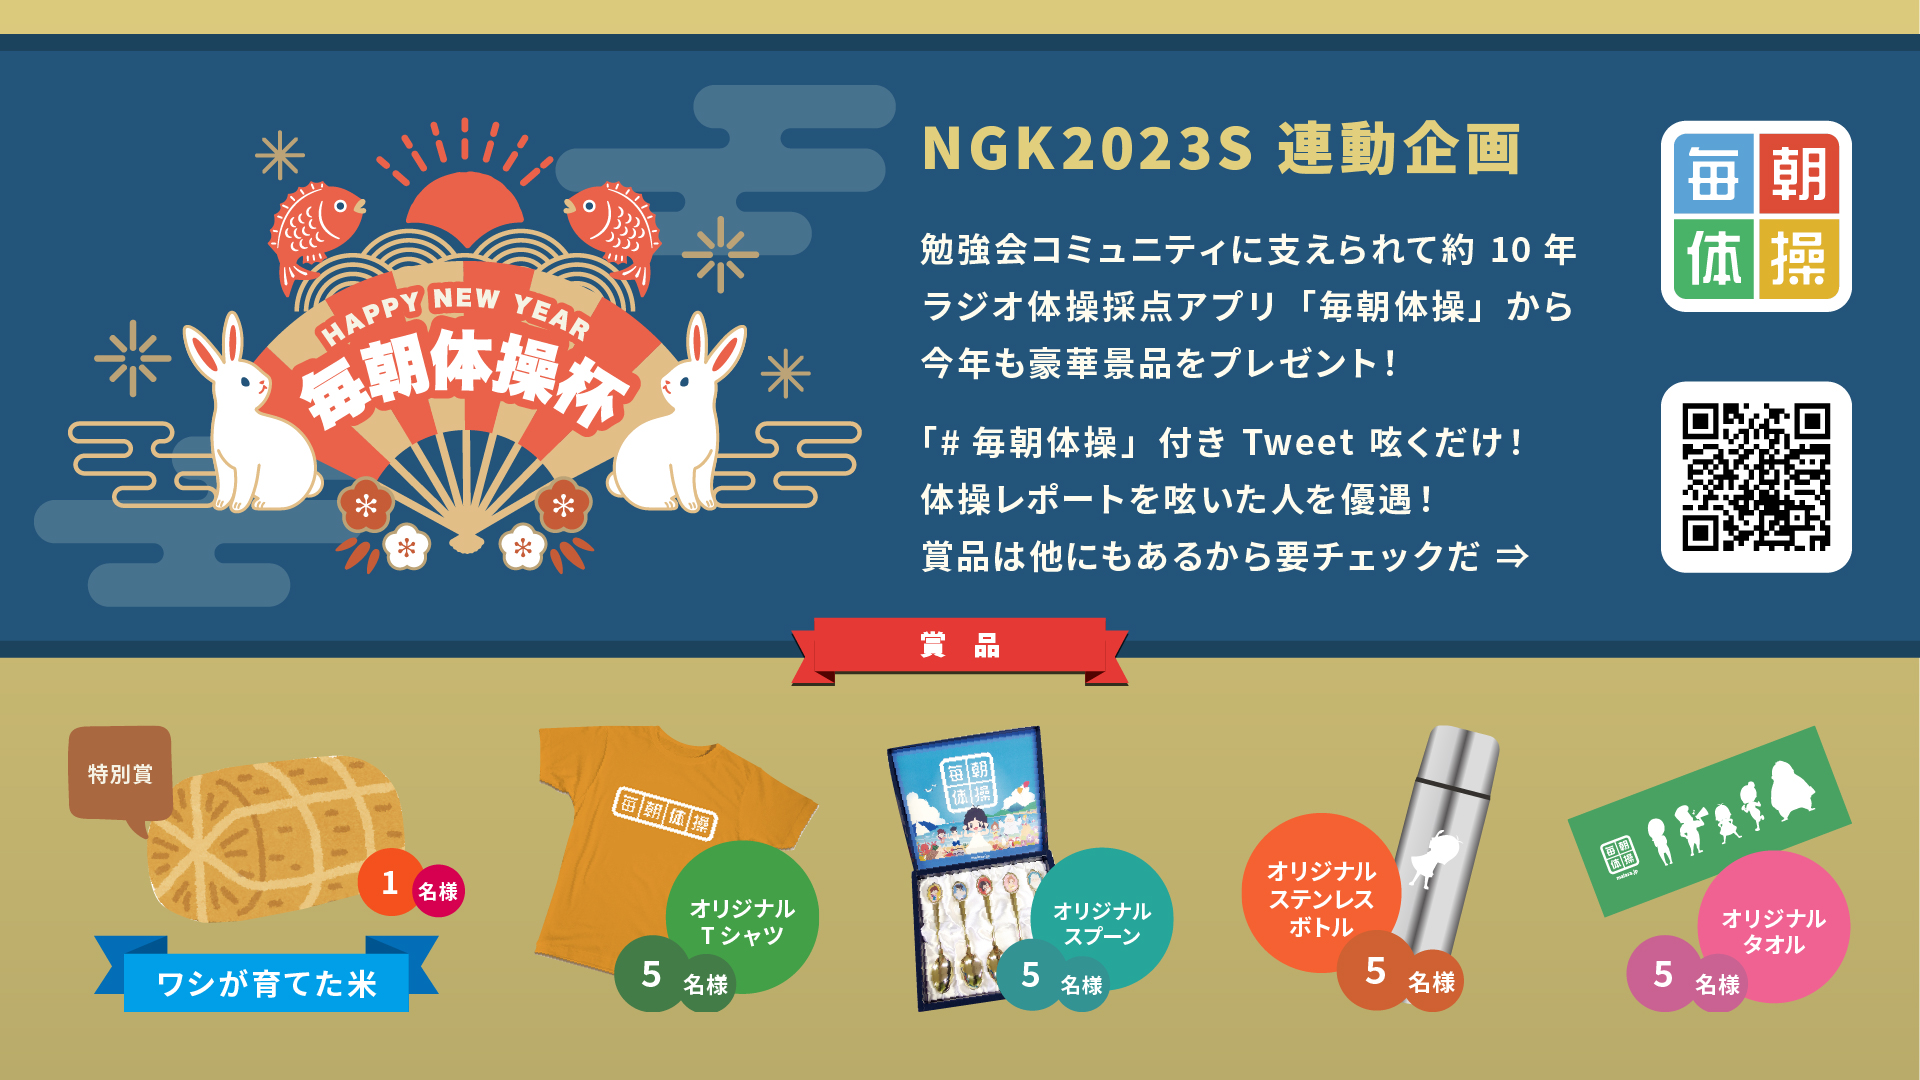 HAPPY NEW YEAR
毎朝体操杯
NGK2023S 連動企画
勉強会コミュニティに支えられて約 10 年
ラジオ体操採点アプリ「毎朝体操」から
今年も豪華景品をプレゼント！
「# 毎朝体操」付き Tweet 呟くだけ！
体操レポートを呟いた人を優遇！
賞品は他にもあるから要チェックだ ⇒
毎朝
体操
賞 品
特別賞
1 名様
ワシが育てた米
毎朝体操
オリジナル
Tシャツ
5 名様
毎朝
体操
オリジナル
スプーン
5 名様
オリジナル
ステンレス
ボトル
5 名様
毎朝
体操
オリジナル
タオル
5 名様